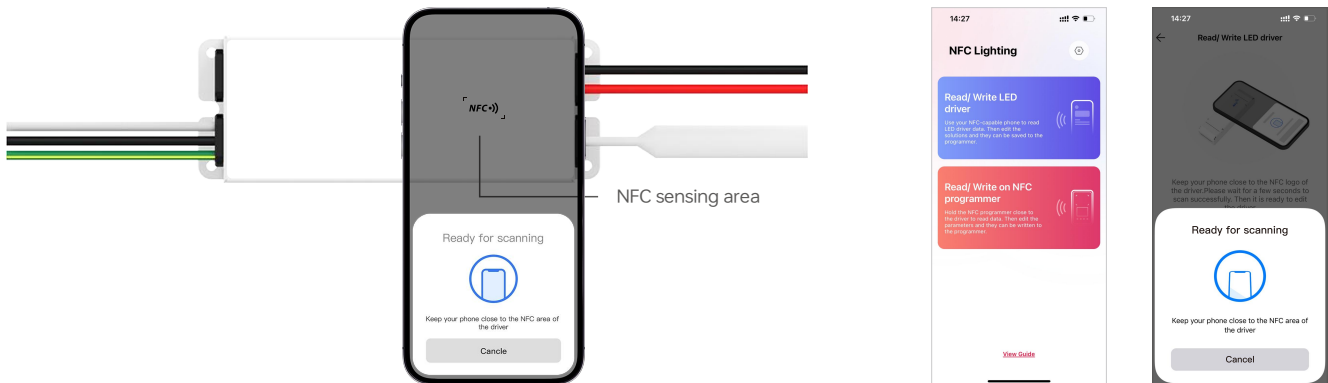 NFC
NFC sensing area
Ready for scanning
Keep your phone close to the NFC area of
the driver
Cancle
14:27
NFC Lighting
Read/ Write LED
driver
Use your NFC-capable phone to read
LED driver data. Then edit the
solutions and they can be saved to the
programmer.
Read/ Write on NFC
programmer
Hold the NFC programmer close to
the driver to read data. Then edit the
parameters and they can be written to
the programmer.
View Guide
14:27
Read/ Write LED driver
Keep your phone close to the NFC logo of
the driver.Please wait for a few seconds to
scan successfully. Then it is ready to edit
the driver
Ready for scanning
Keep your phone close to the NFC area of
the driver
Cancel